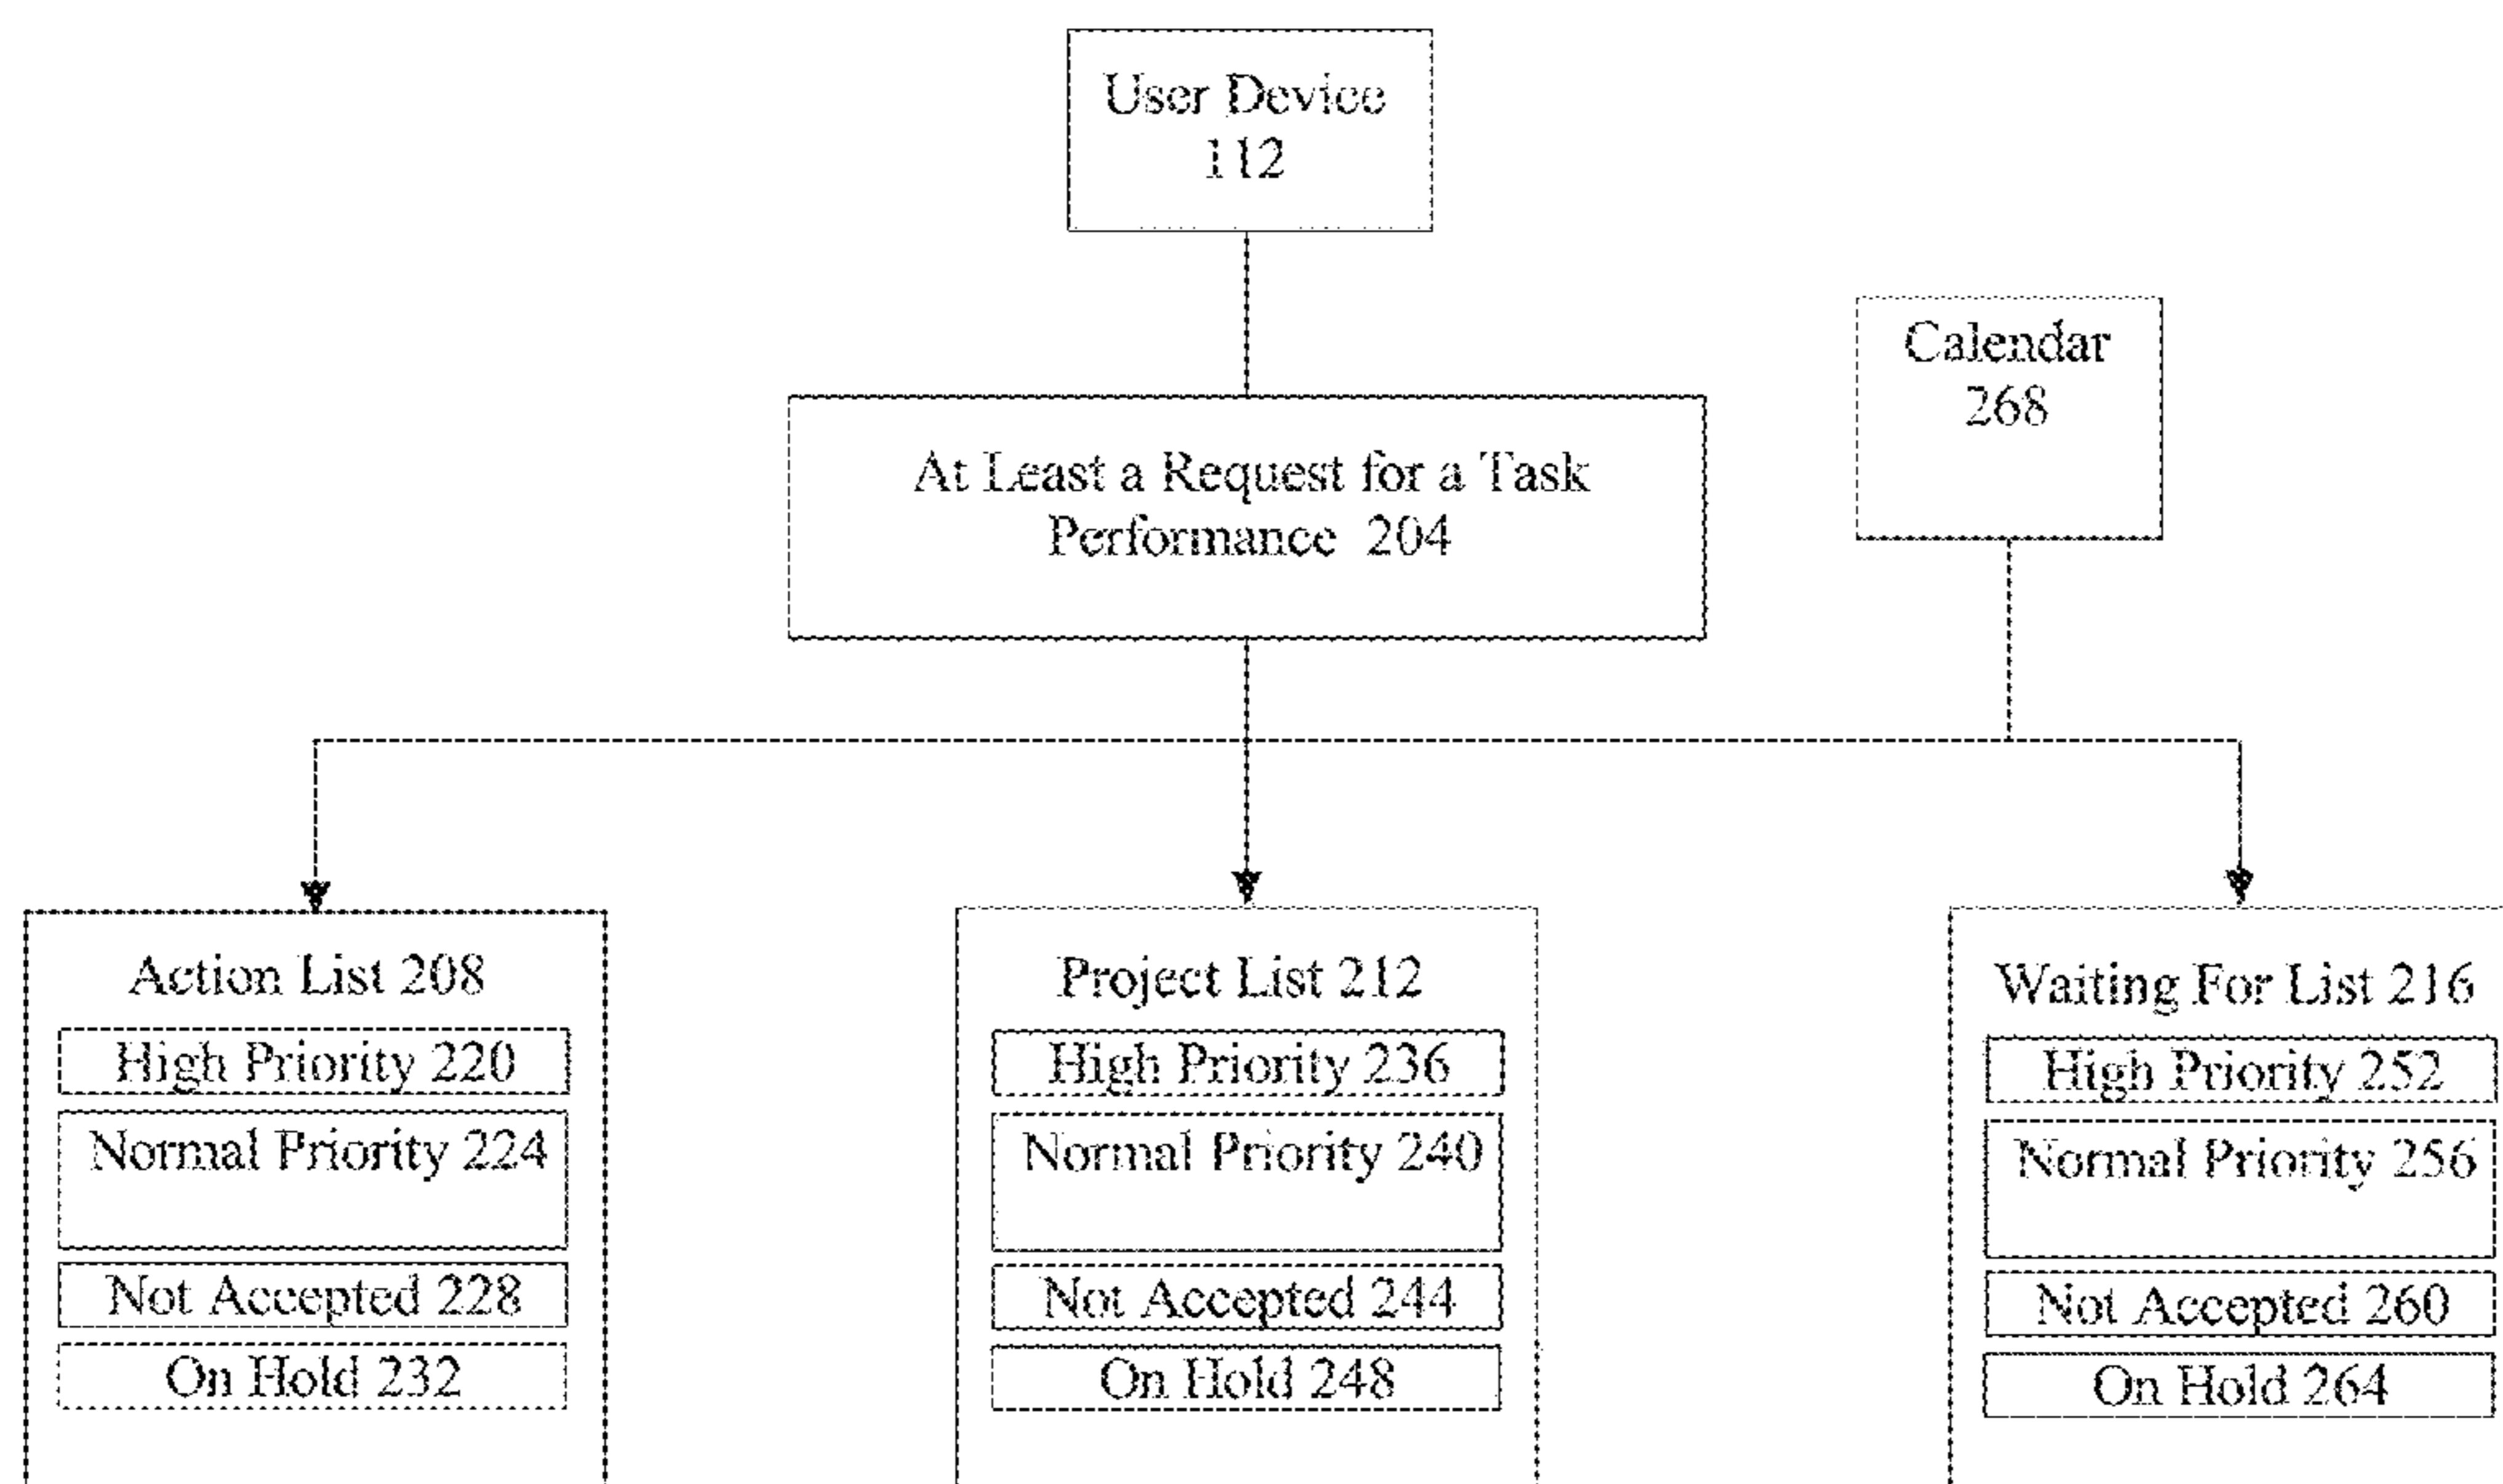 User Device
112
Calendar
268
At Least a Request for a Task
Performance 204
Action List 208
High Priority 220
Normal Priority 224
Not Accepted 228
On Hold 232
Project List 212
High Priority 236
Normal Priority 240
Not Accepted 244
On Hold 248
Waiting For List 216
High Priority 252
Normal Priority 256
Not Accepted 260
On Hold 264